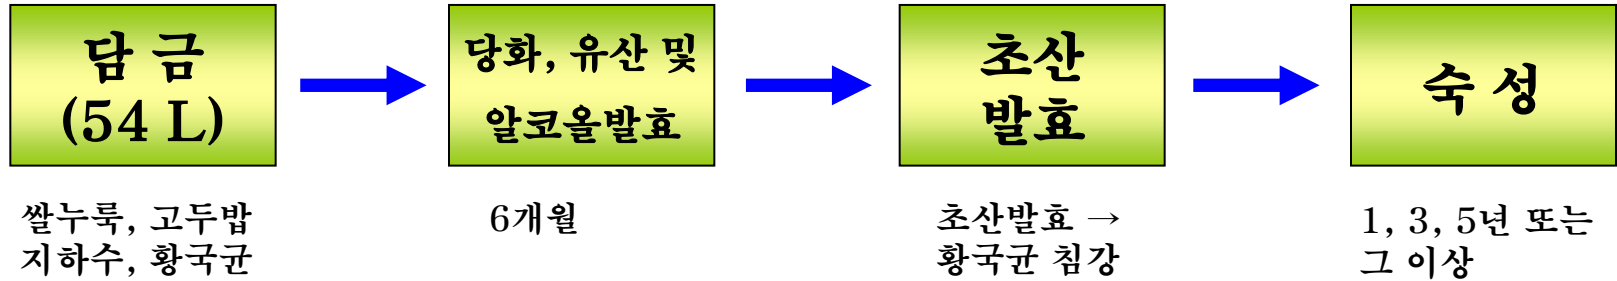 담 금
(54 L)
쌀누룩, 고두밥
지하수, 황국균
당화, 유산 및
알코올발효
6개월
초산
발효
초산발효 →
황국균 침강
숙 성
1, 3, 5년 또는
그 이상